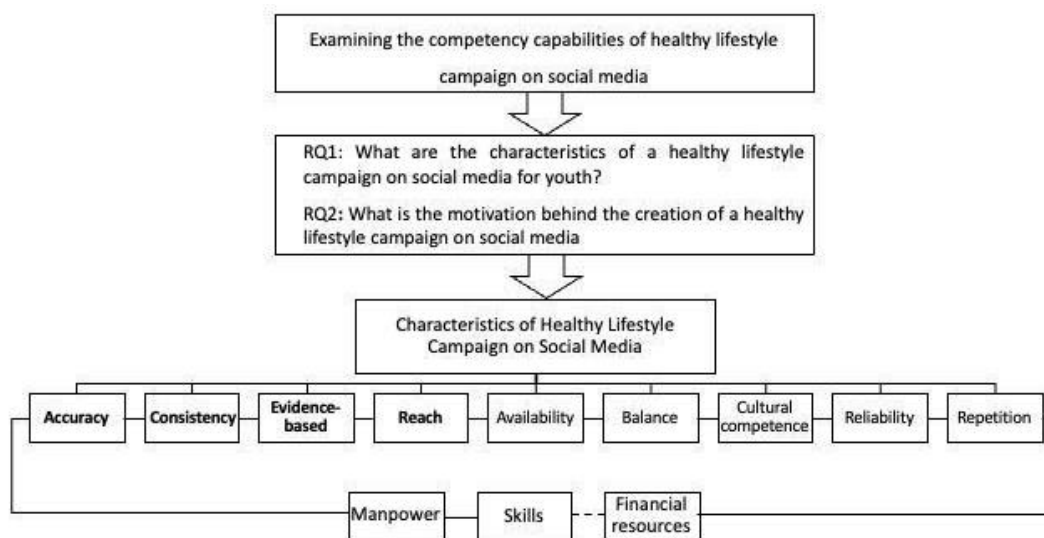 Examining the competency capabilities of healthy lifestyle
campaign on social media
RQ1: What are the characteristics of a healthy lifestyle
campaign on social media for youth?
RQ2: What is the motivation behind the creation of a healthy
lifestyle campaign on social media
Characteristics of Healthy Lifestyle
Campaign on Social Media
Accuracy
Consistency
Evidence-
based
Reach
Availability
Balance
Cultural
competence
Reliability
Repetition
Manpower
Skills
Financial
resources